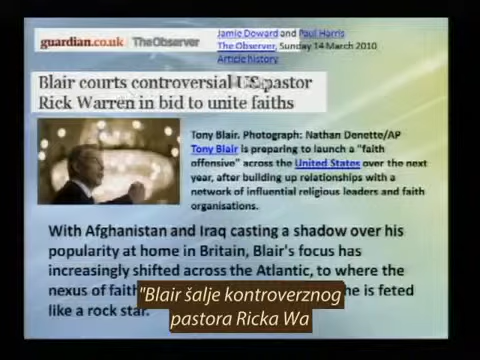 guardian.co.uk | TheObserver
Jamie Doward and Paul Harris
The Observer, Sunday 14 March 2010
Article history
Blair courts controversial US pastor
Rick Warren in bid to unite faiths
Tony Blair. Photograph: Nathan Denette/AP
Tony Blair is preparing to launch a "faith
offensive" across the United States over the next
year, after building up relationships with a
network of influential religious leaders and faith
organisations.
With Afghanistan and Iraq casting a shadow over his
popularity at home in Britain, Blair's focus has
increasingly shifted across the Atlantic, to where the
nexus of faith he is feted
like a rock star.
"Blair šalje kontroverznog
pastora Ricka Wa